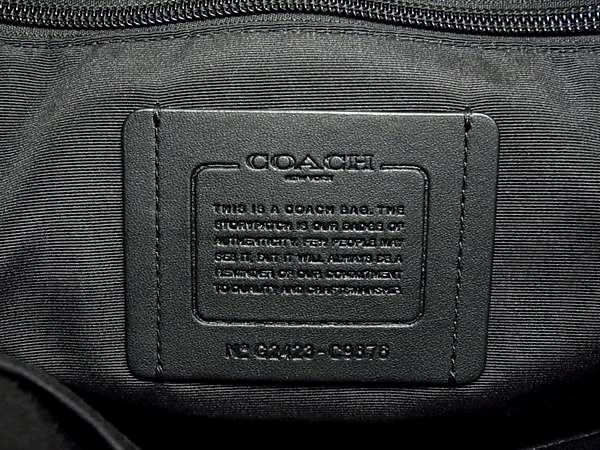 COACH
NEW YORK
THIS IS A COACH BAG. THE
STORYPATCH IS OUR BADGE OF
AUTHENTICITY. FEW PEOPLE MAY
SEE IT, BUT IT WILL ALWAYS BE A
REMINDER OF OUR COMMITMENT
TO QUALITY AND CRAFTSMANSHIP.
Nº G2423-C9876